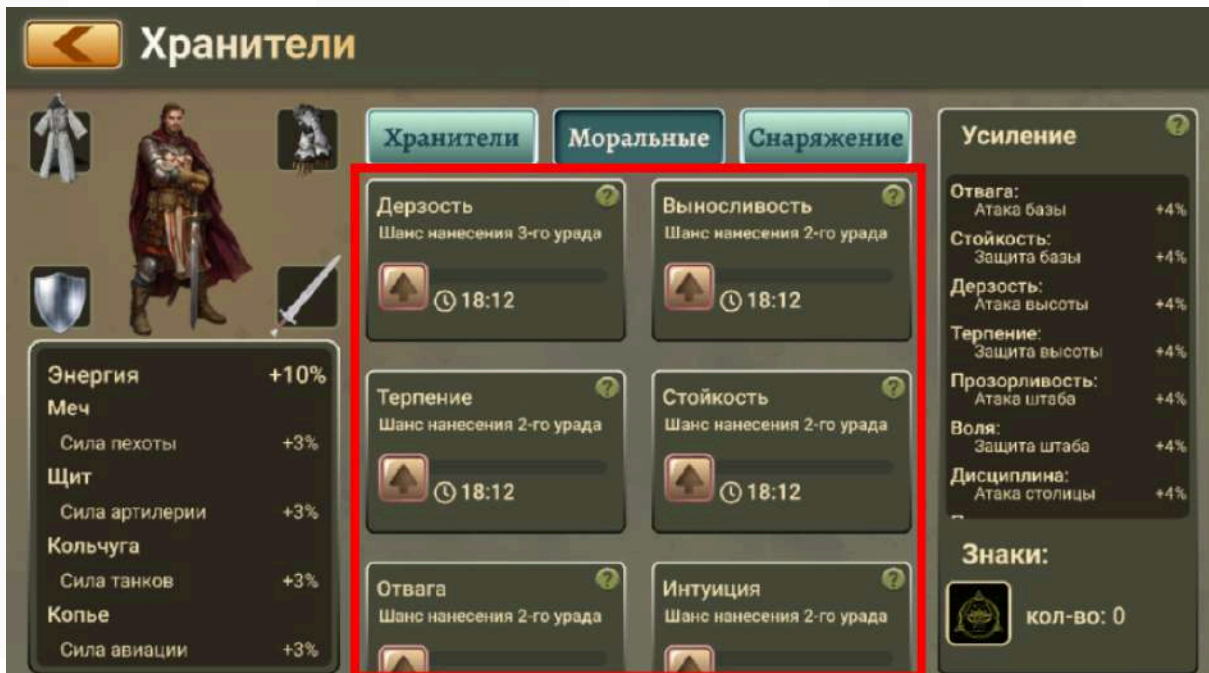 Хранители
Хранители
Моральные
Снаряжение
Энергия +10%
Меч
Сила пехоты +3%
Щит
Сила артилерии +3%
Кольчуга
Сила танков +3%
Копье
Сила авиации +3%
Дерзость ?
Шанс нанесения 3-го урада
18:12
Выносливость ?
Шанс нанесения 2-го урада
18:12
Терпение ?
Шанс нанесения 2-го урада
18:12
Стойкость ?
Шанс нанесения 2-го урада
18:12
Отвага ?
Шанс нанесения 2-го урада
Интуиция ?
Шанс нанесения 2-го урада
Усиление ?
Отвага:
Атака базы +4%
Стойкость:
Защита базы +4%
Дерзость:
Атака высоты +4%
Терпение:
Защита высоты +4%
Прозорливость:
Атака штаба +4%
Воля:
Защита штаба +4%
Дисциплина:
Атака столицы +4%
Знаки:
кол-во: 0